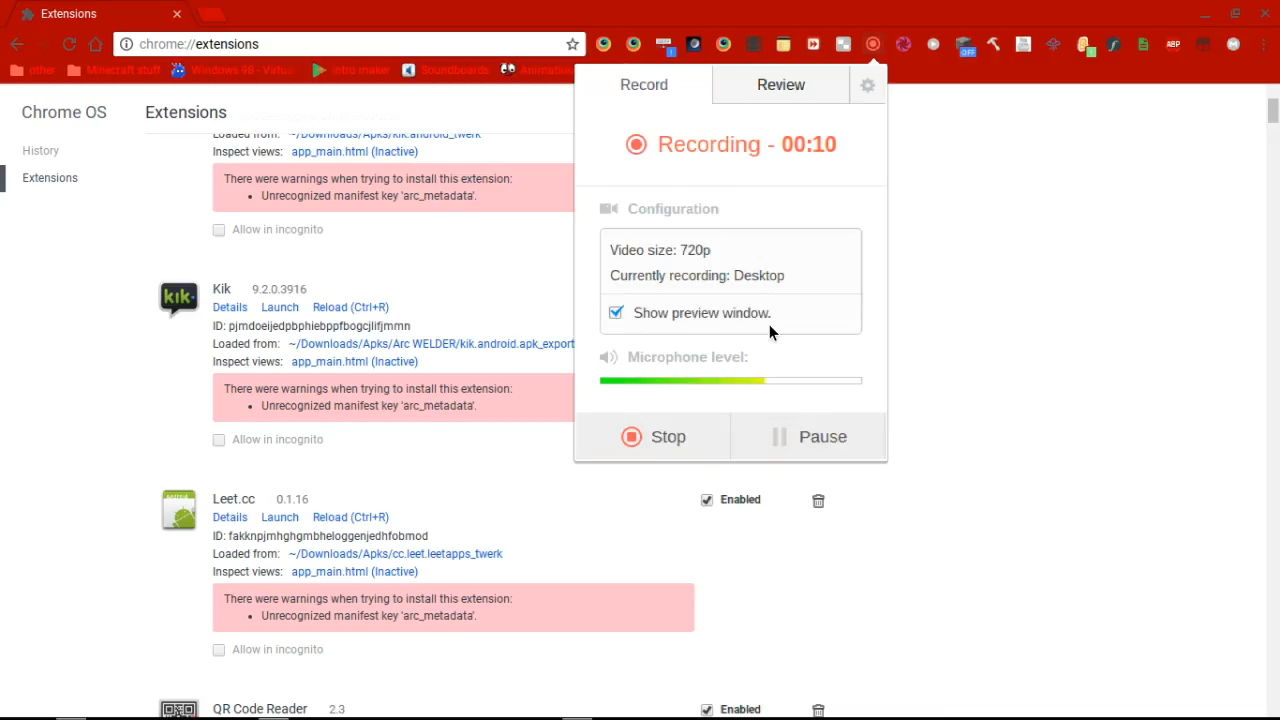 Extensions
chrome://extensions
1
OFF
ABP
other
Minecraft stuff
Windows 98 - Virtu
intro maker
Soundboards
Animation
Chrome OS
History
Extensions
Extensions
Loaded from: ~/Downloads/Apks/kik.android_twerk
Inspect views: app_main.html (Inactive)
There were warnings when trying to install this extension:
• Unrecognized manifest key 'arc_metadata'.
Allow in incognito
kik
Kik 9.2.0.3916
Details Launch Reload (Ctrl+R)
ID: pjmdoeijedpbphiebppfbogcjlifjmmn
Loaded from: ~/Downloads/Apks/Arc WELDER/kik.android.apk_export
Inspect views: app_main.html (Inactive)
There were warnings when trying to install this extension:
• Unrecognized manifest key 'arc_metadata'.
Allow in incognito
Leet.cc 0.1.16
Enabled
Details Launch Reload (Ctrl+R)
ID: fakknpjmhghgmbheloggenjedhfobmod
Loaded from: ~/Downloads/Apks/cc.leet.leetapps_twerk
Inspect views: app_main.html (Inactive)
There were warnings when trying to install this extension:
• Unrecognized manifest key 'arc_metadata'.
Allow in incognito
QR Code Reader 2.3
Enabled
Record
Review
Recording - 00:10
Configuration
Video size: 720p
Currently recording: Desktop
Show preview window.
Microphone level:
Stop
Pause